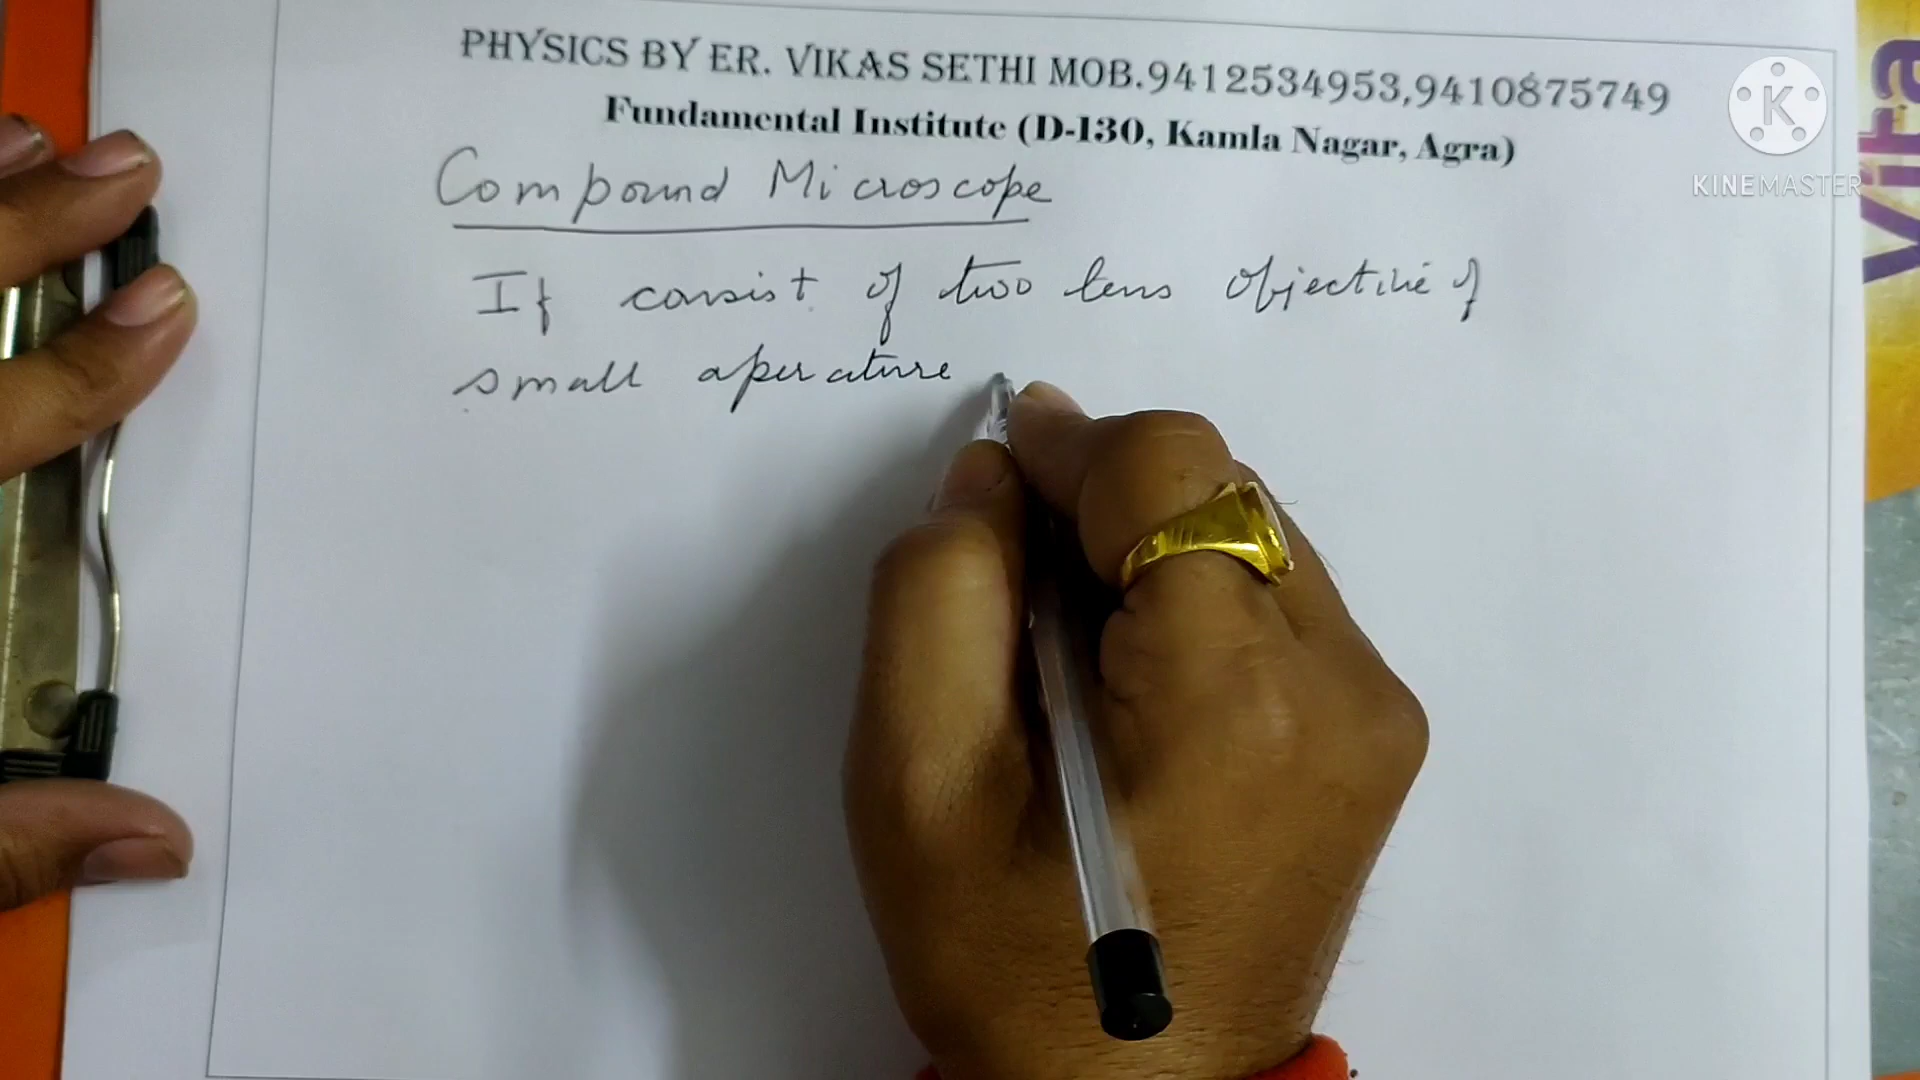 PHYSICS BY ER. VIKAS SETHI MOB.9412534953,9410875749
Fundamental Institute (D-130, Kamla Nagar, Agra)
Compound Microscope
It consist of two lens objective of
small aperature
KINEMASTER
Vita